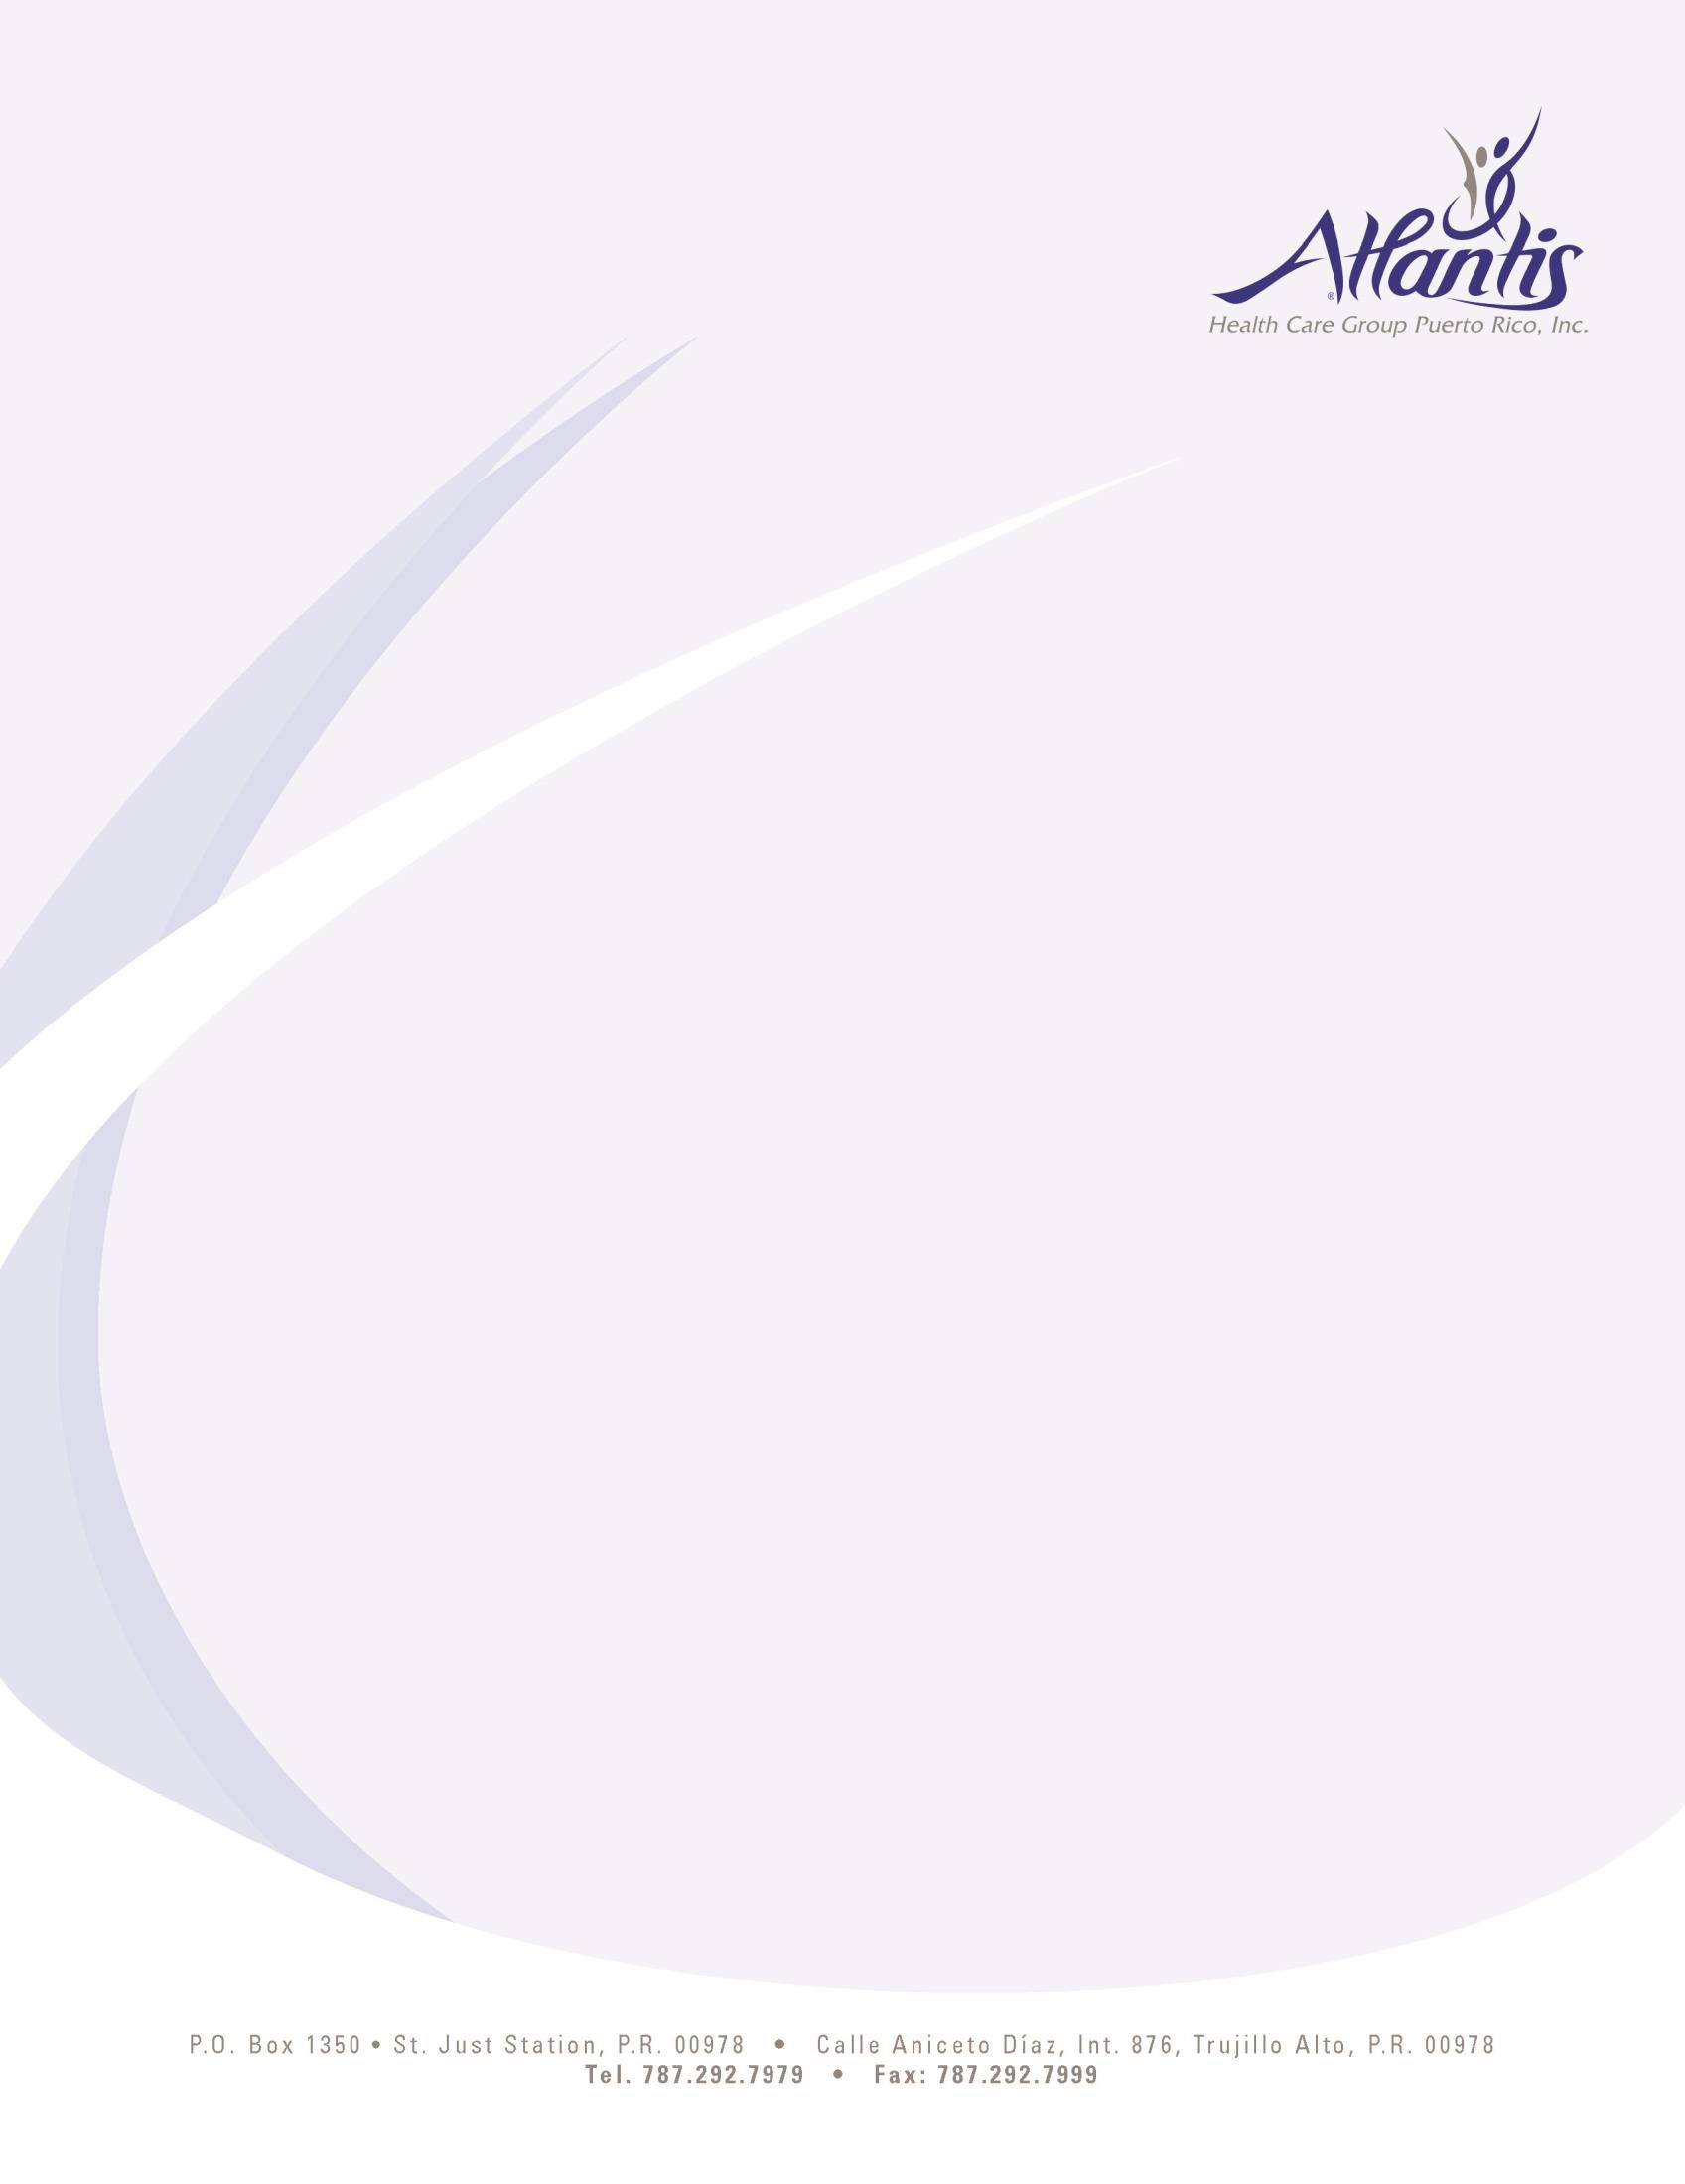 Atlantis®
Health Care Group Puerto Rico, Inc.
P.O. Box 1350 • St. Just Station, P.R. 00978 • Calle Aniceto Díaz, Int. 876, Trujillo Alto, P.R. 00978
Tel. 787.292.7979 • Fax: 787.292.7999